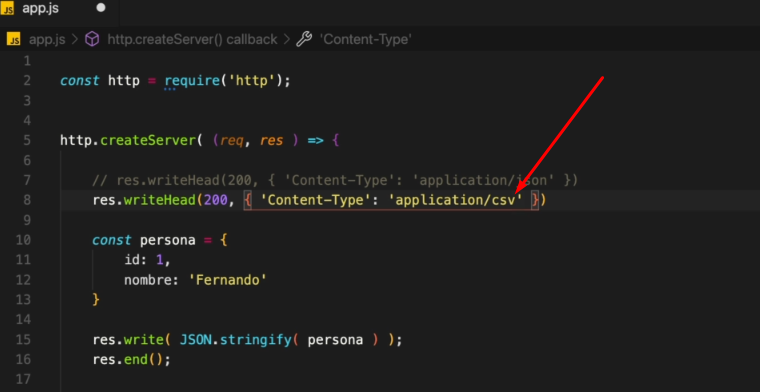 JS app.js
JS app.js > http.createServer() callback > 'Content-Type'
1
2 const http = require('http');
3
4
5 http.createServer( (req, res ) => {
6
7 // res.writeHead(200, { 'Content-Type': 'application/json' })
8 res.writeHead(200, { 'Content-Type': 'application/csv' })
9
10 const persona = {
11 id: 1,
12 nombre: 'Fernando'
13 }
14
15 res.write( JSON.stringify( persona ) );
16 res.end();
17